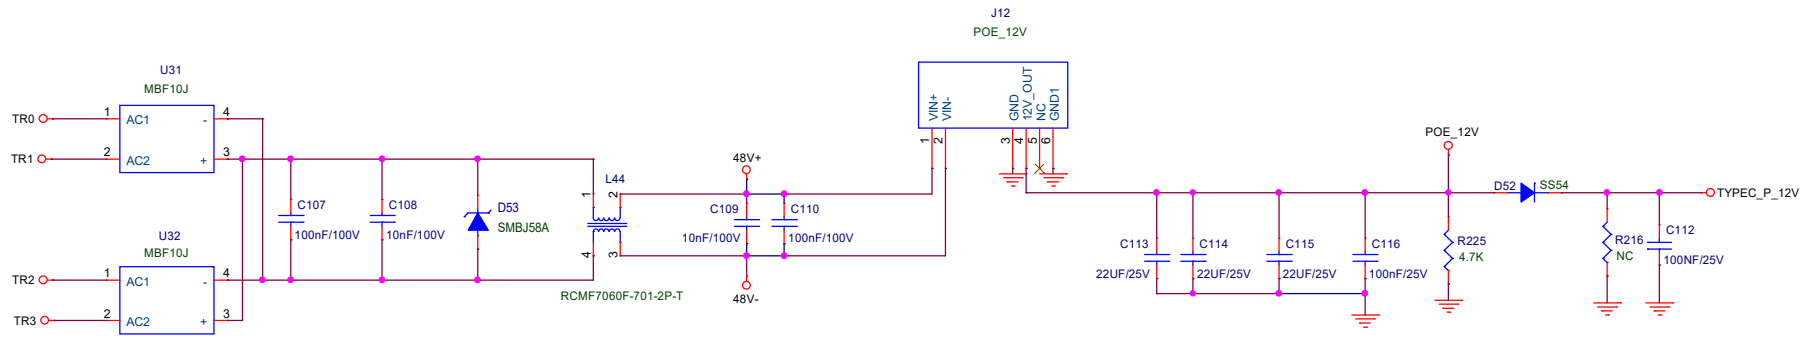 J12
POE_12V
U31
MBF10J
TR0
1
AC1
-
4
TR1
2
AC2
+
3
U32
MBF10J
TR2
1
AC1
-
4
TR3
2
AC2
+
3
C107
100nF/100V
C108
10nF/100V
D53
SMBJ58A
L44
1
2
4
3
RCMF7060F-701-2P-T
48V+
C109
10nF/100V
C110
100nF/100V
48V-
VIN+
VIN-
GND
12V_OUT
NC
GND1
1
2
3
4
5
6
C113
22UF/25V
C114
22UF/25V
C115
22UF/25V
C116
100nF/25V
POE_12V
R225
4.7K
D52
SS54
R216
NC
C112
100NF/25V
TYPEC_P_12V